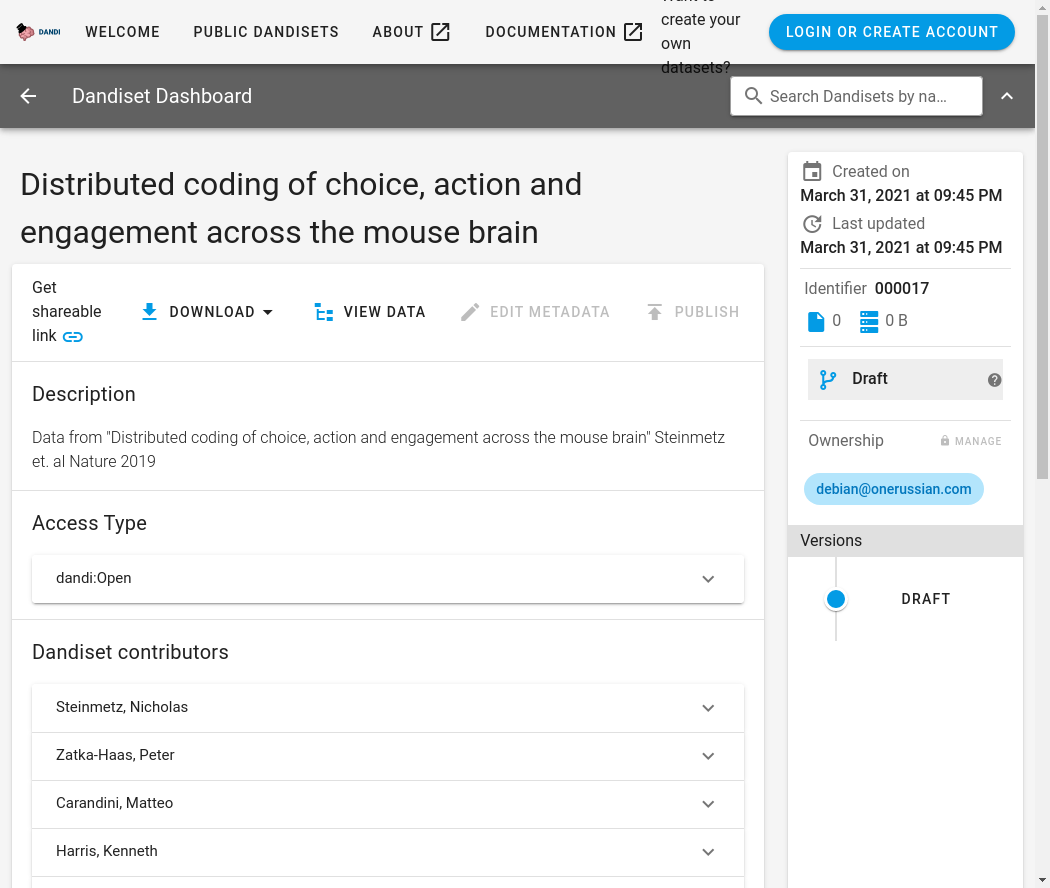 DANDI
WELCOME
PUBLIC DANDISETS
ABOUT
DOCUMENTATION
create your
own
datasets?
LOGIN OR CREATE ACCOUNT
Dandiset Dashboard
Search Dandisets by na...
Distributed coding of choice, action and
engagement across the mouse brain
Get
shareable
link
DOWNLOAD
VIEW DATA
EDIT METADATA
PUBLISH
Description
Data from "Distributed coding of choice, action and engagement across the mouse brain" Steinmetz
et. al Nature 2019
Access Type
dandi:Open
Dandiset contributors
Steinmetz, Nicholas
Zatka-Haas, Peter
Carandini, Matteo
Harris, Kenneth
Created on
March 31, 2021 at 09:45 PM
Last updated
March 31, 2021 at 09:45 PM
Identifier 000017
0
0 B
Draft
Ownership
MANAGE
debian@onerussian.com
Versions
DRAFT